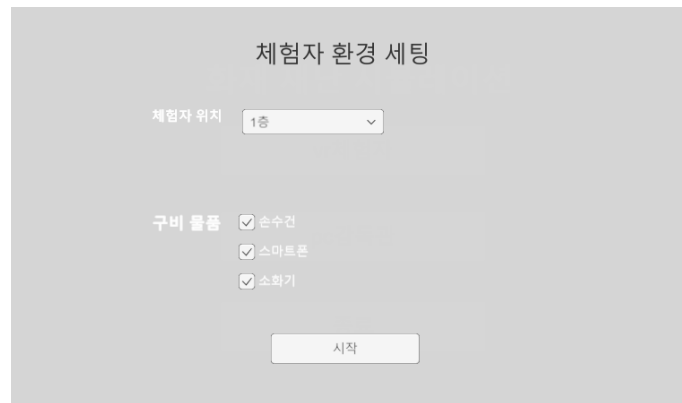 체험자 환경 세팅
체험자 위치 1층
구비 물품 손수건
스마트폰
소화기
시작